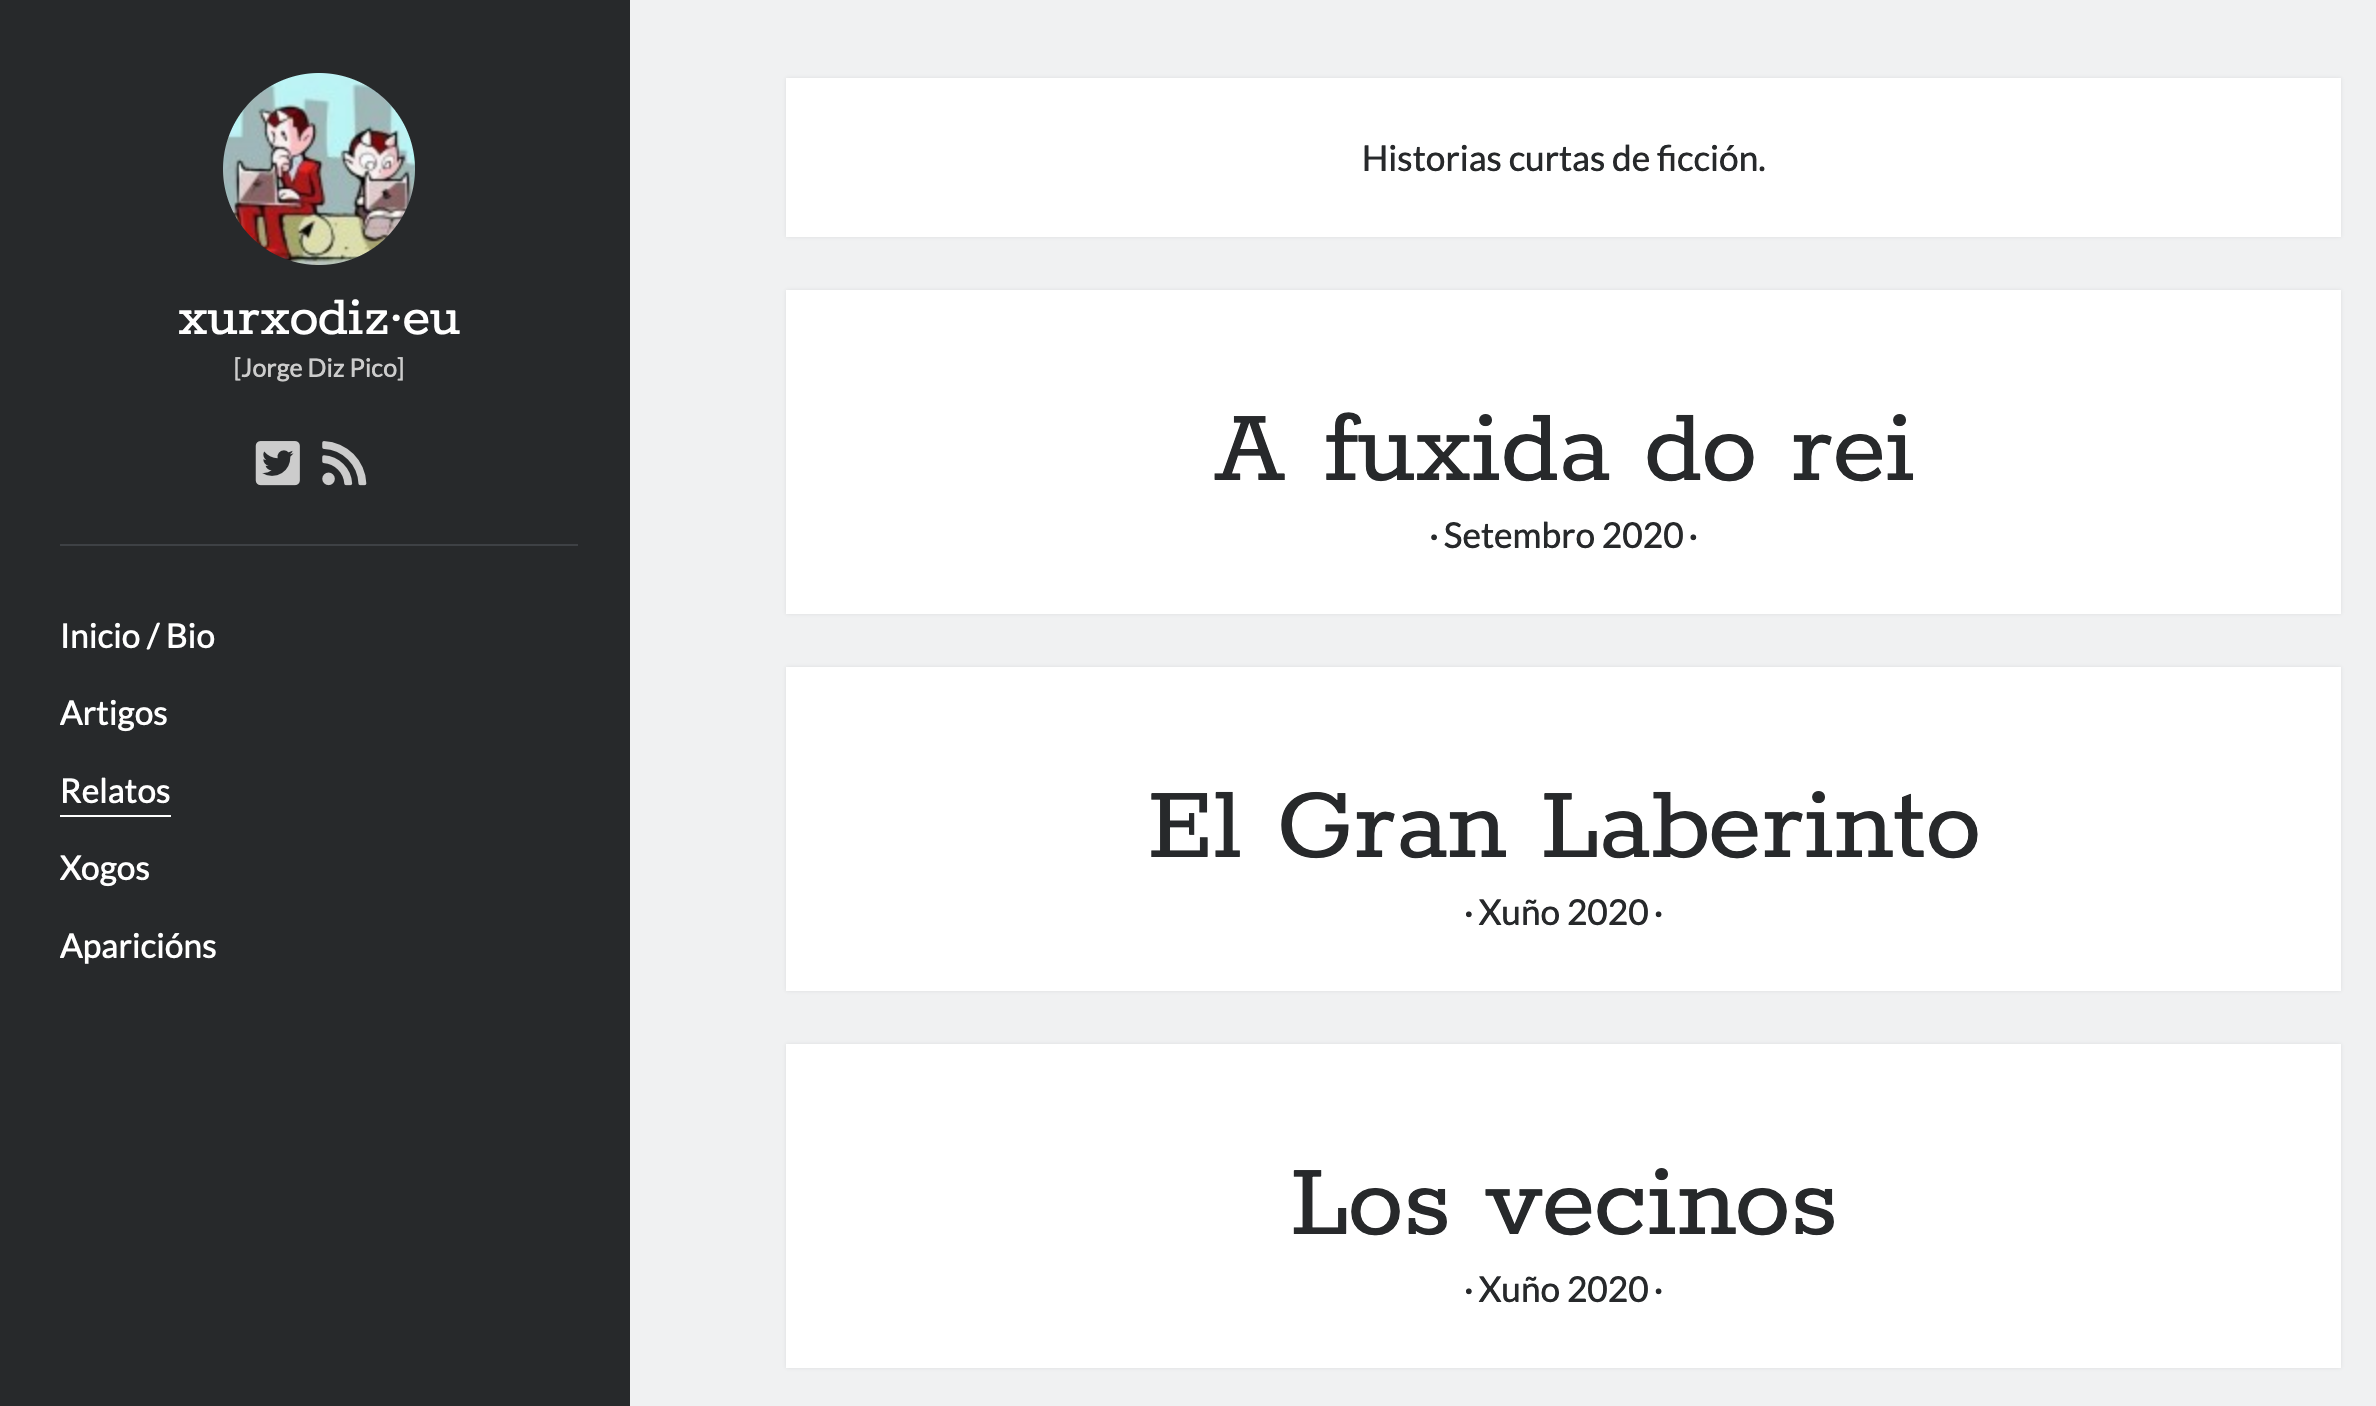 xurxodiz·eu
[Jorge Diz Pico]
Inicio / Bio
Artigos
Relatos
Xogos
Aparicións
Historias curtas de ficción.
A fuxida do rei
· Setembro 2020 ·
El Gran Laberinto
· Xuño 2020 ·
Los vecinos
· Xuño 2020 ·